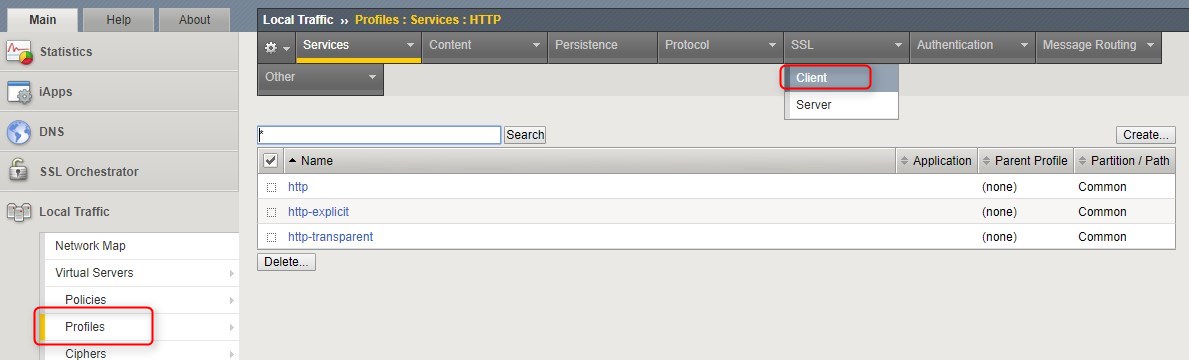 Main Help About
Statistics
iApps
DNS
SSL Orchestrator
Local Traffic
Network Map
Virtual Servers
Policies
Profiles
Ciphers
Local Traffic ›› Profiles : Services : HTTP
Services Content Persistence Protocol SSL Authentication Message Routing
Other
Client
Server
* Search Create...
Name Application Parent Profile Partition / Path
http (none) Common
http-explicit (none) Common
http-transparent (none) Common
Delete...